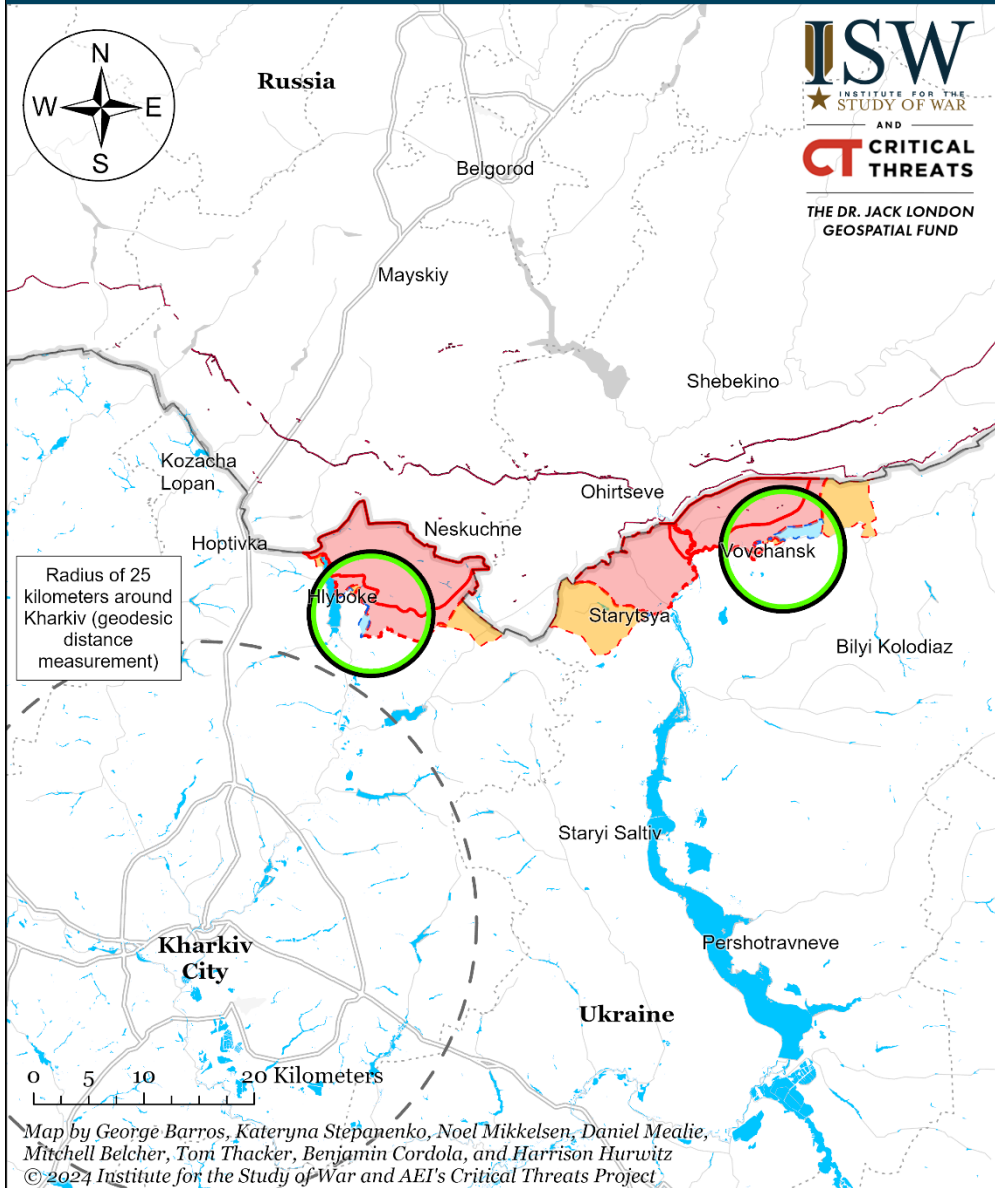 N
W
E
S
Russia
ISW
INSTITUTE FOR THE
STUDY OF WAR
AND
CT CRITICAL
THREATS
THE DR. JACK LONDON
GEOSPATIAL FUND
Belgorod
Mayskiy
Shebekino
Kozacha
Lopan
Ohirtseve
Neskuchne
Hoptivka
Vovchansk
Radius of 25
kilometers around
Kharkiv (geodesic
distance
measurement)
Hlyboke
Starytsya
Bilyi Kolodiaz
Staryi Saltiv
Pershotravneve
Kharkiv
City
Ukraine
0 5 10 20 Kilometers
Map by George Barros, Kateryna Stepanenko, Noel Mikkelsen, Daniel Mealie,
Mitchell Belcher, Tom Thacker, Benjamin Cordola, and Harrison Hurwitz
© 2024 Institute for the Study of War and AEI's Critical Threats Project